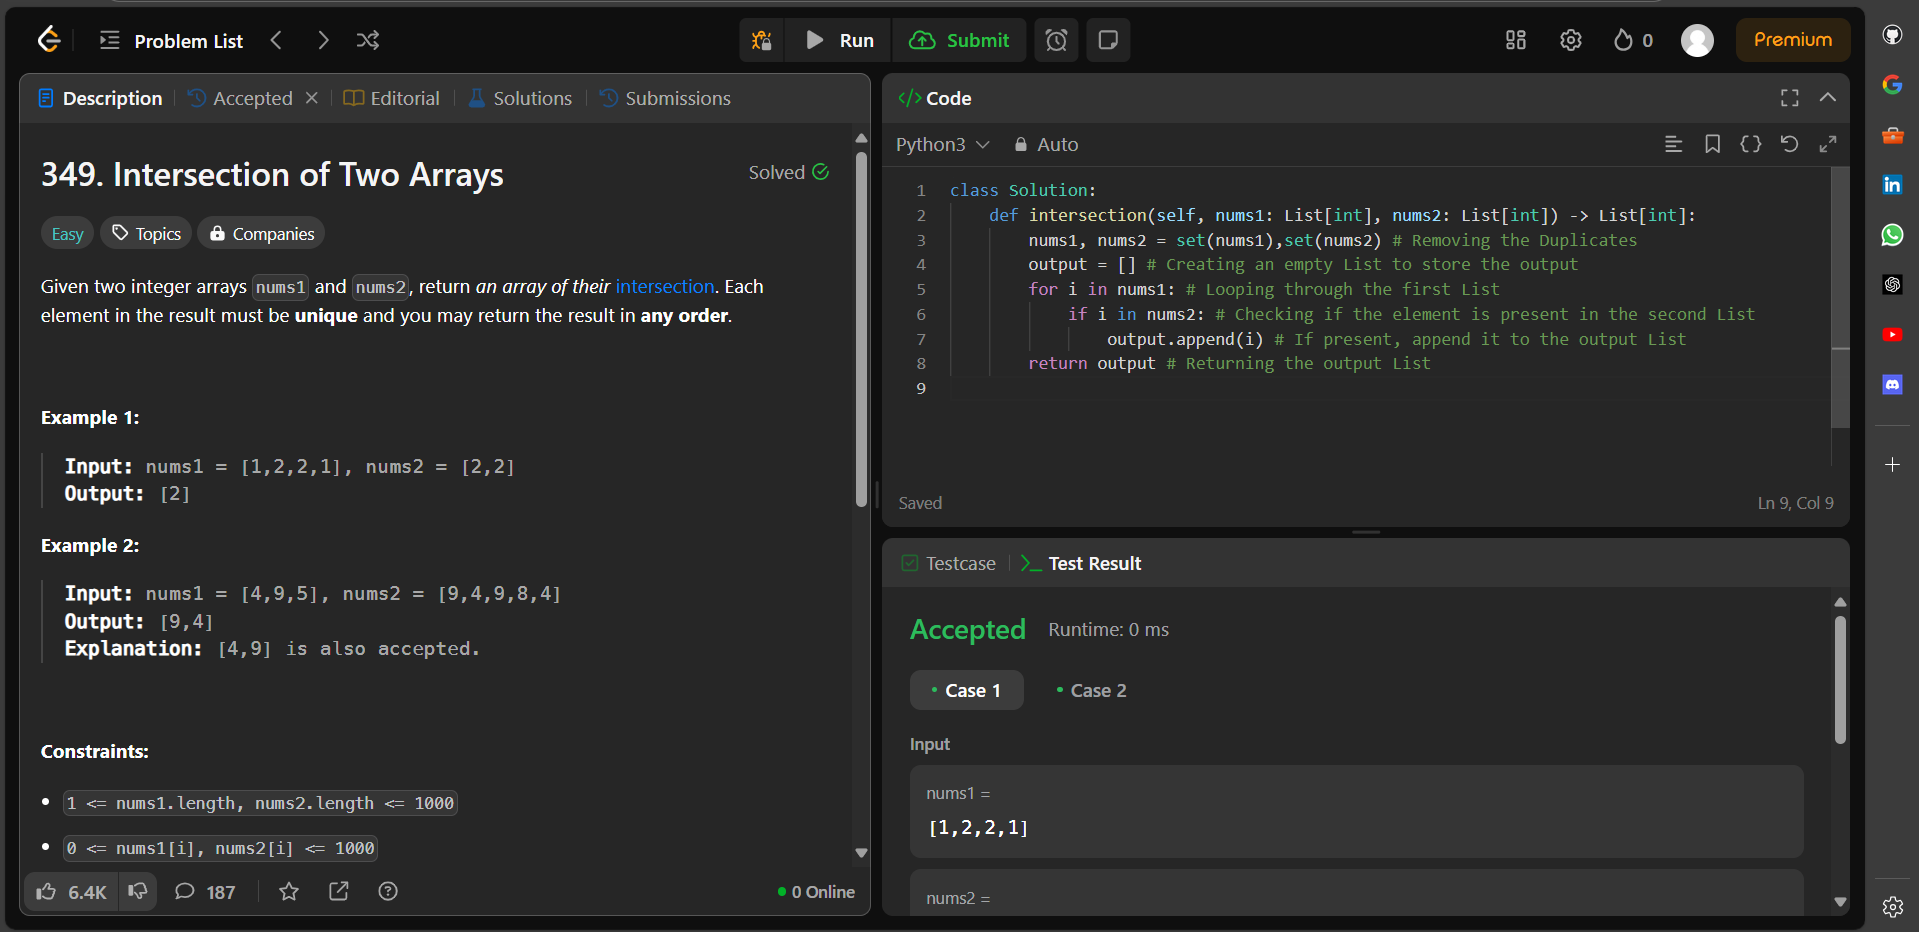 Problem List
Run
Submit
0
Premium
Description
Accepted
Editorial
Solutions
Submissions
349. Intersection of Two Arrays
Solved
Easy
Topics
Companies
Given two integer arrays nums1 and nums2, return an array of their intersection. Each
element in the result must be unique and you may return the result in any order.
Example 1:
Input: nums1 = [1,2,2,1], nums2 = [2,2]
Output: [2]
Example 2:
Input: nums1 = [4,9,5], nums2 = [9,4,9,8,4]
Output: [9,4]
Explanation: [4,9] is also accepted.
Constraints:
1 <= nums1.length, nums2.length <= 1000
0 <= nums1[i], nums2[i] <= 1000
6.4K
187
0 Online
</> Code
Python3
Auto
1 class Solution:
2 def intersection(self, nums1: List[int], nums2: List[int]) -> List[int]:
3 nums1, nums2 = set(nums1),set(nums2) # Removing the Duplicates
4 output = [] # Creating an empty List to store the output
5 for i in nums1: # Looping through the first List
6 if i in nums2: # Checking if the element is present in the second List
7 output.append(i) # If present, append it to the output List
8 return output # Returning the output List
9
Saved
Ln 9, Col 9
Testcase
Test Result
Accepted
Runtime: 0 ms
Case 1
Case 2
Input
nums1 =
[1,2,2,1]
nums2 =
in